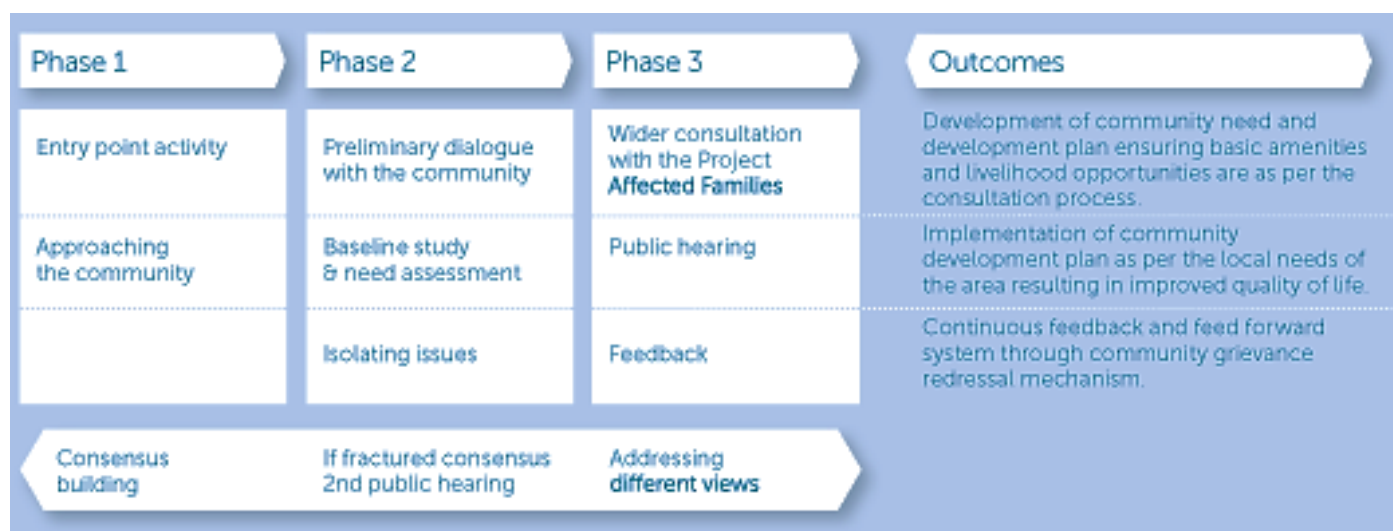 Phase 1
Phase 2
Phase 3
Outcomes
Entry point activity
Preliminary dialogue
with the community
Wider consultation
with the Project
Affected Families
Development of community need and
development plan ensuring basic amenities
and livelihood opportunities are as per the
consultation process.
Approaching
the community
Baseline study
& need assessment
Public hearing
Implementation of community
development plan as per the local needs of
the area resulting in improved quality of life.
Isolating issues
Feedback
Continuous feedback and feed forward
system through community grievance
redressal mechanism.
Consensus
building
If fractured consensus
2nd public hearing
Addressing
different views